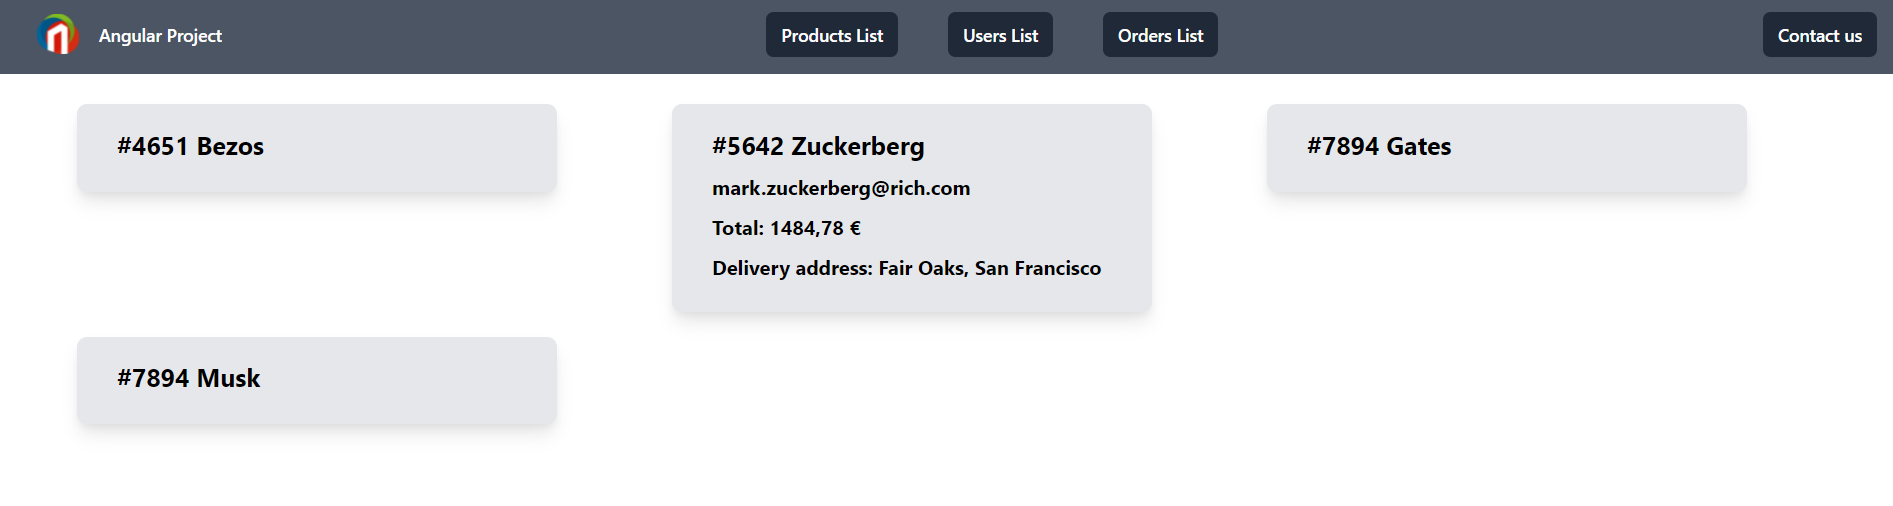 Angular Project
Products List
Users List
Orders List
Contact us
#4651 Bezos
#5642 Zuckerberg
mark.zuckerberg@rich.com
Total: 1484,78 €
Delivery address: Fair Oaks, San Francisco
#7894 Gates
#7894 Musk